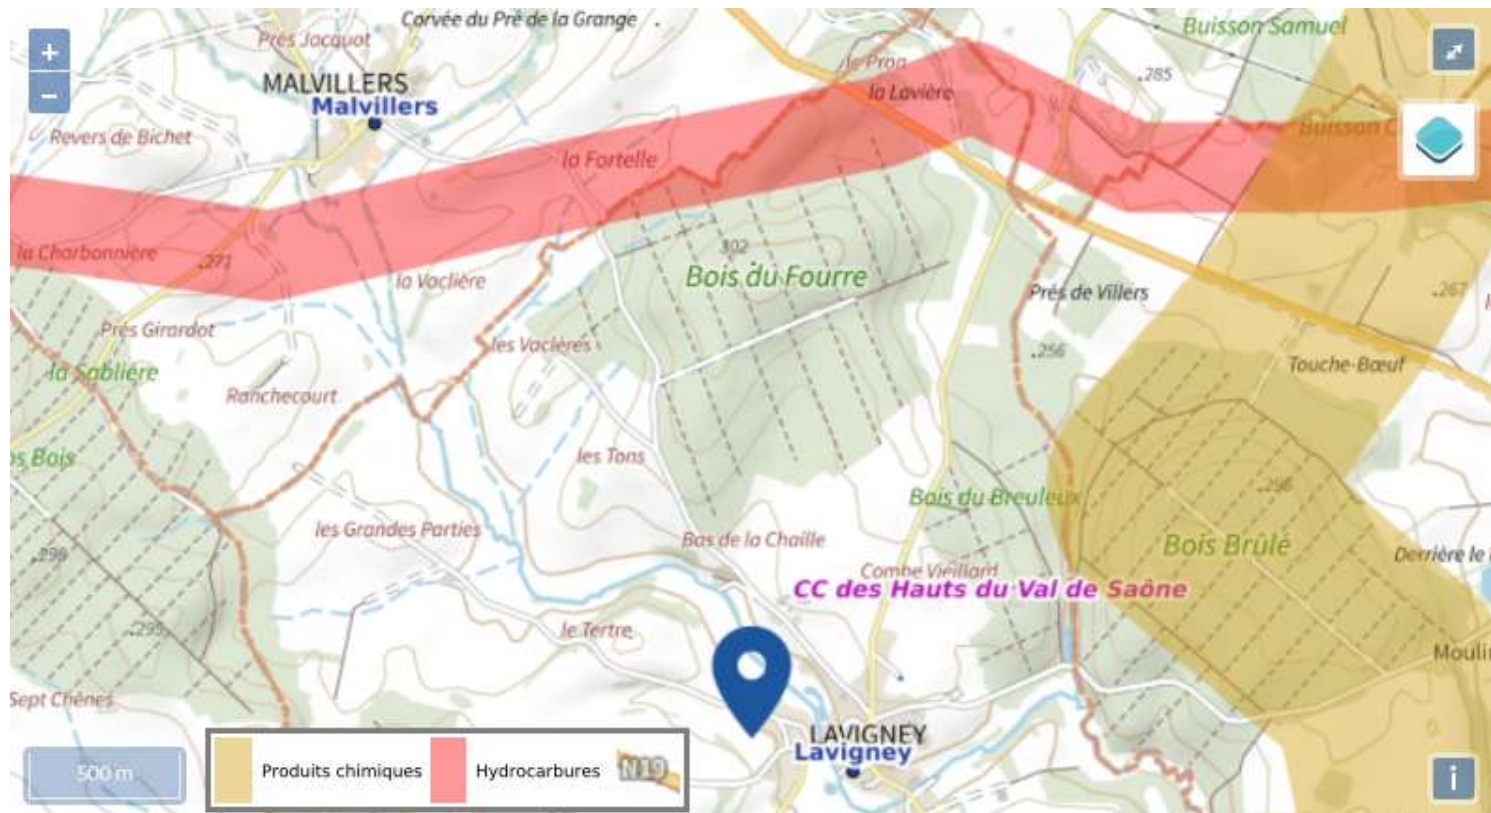 Corvée du Pré de la Grange
Buisson Samuel
Prés Jacquot
+
−
MALVILLERS
Malvillers
le Pron
285
la Lavière
Revers de Bichet
la Fortelle
la Charbonnière
271
302
la Vaclière
Bois du Fourre
Prés de Villers
267
Prés Girardot
les Vaclères
256
la Sablière
Touche-Bœuf
Ranchecourt
os Bois
les Tons
Bois du Breuleux
les Grandes Parties
Bas de la Chaille
Bois Brûlé
298
Derrière le
Combe Vieillard
CC des Hauts du Val de Saône
295
le Tertre
Mouli
Sept Chênes
LAVIGNEY
Lavigney
500 m
Produits chimiques
Hydrocarbures
N19
i